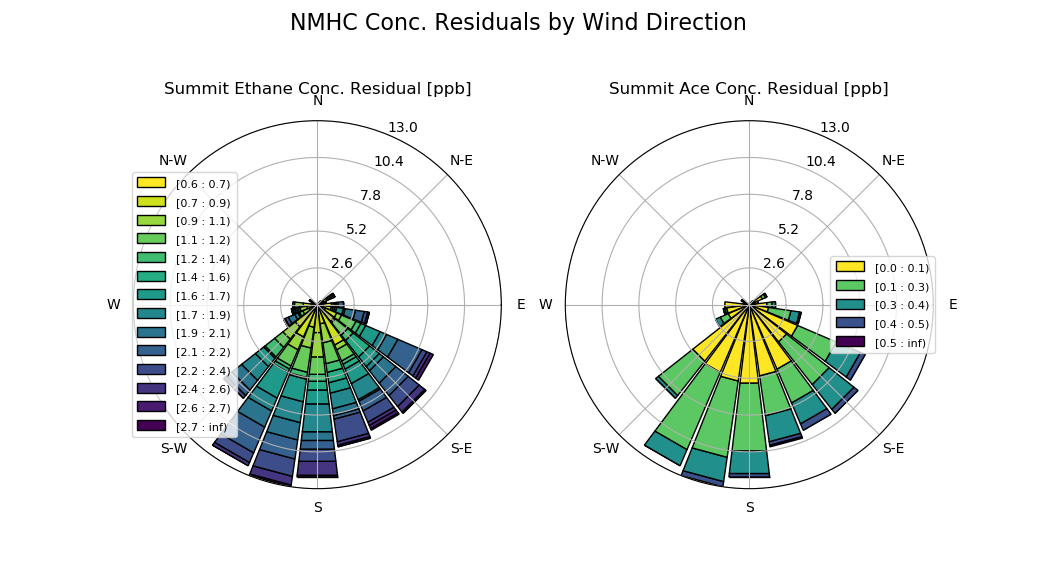 NMHC Conc. Residuals by Wind Direction
Summit Ethane Conc. Residual [ppb]
N
N-W
N-E
W
E
S-W
S-E
S
13.0
10.4
7.8
5.2
2.6
[0.6 : 0.7)
[0.7 : 0.9)
[0.9 : 1.1)
[1.1 : 1.2)
[1.2 : 1.4)
[1.4 : 1.6)
[1.6 : 1.7)
[1.7 : 1.9)
[1.9 : 2.1)
[2.1 : 2.2)
[2.2 : 2.4)
[2.4 : 2.6)
[2.6 : 2.7)
[2.7 : inf)
Summit Ace Conc. Residual [ppb]
N
N-W
N-E
W
E
S-W
S-E
S
13.0
10.4
7.8
5.2
2.6
[0.0 : 0.1)
[0.1 : 0.3)
[0.3 : 0.4)
[0.4 : 0.5)
[0.5 : inf)